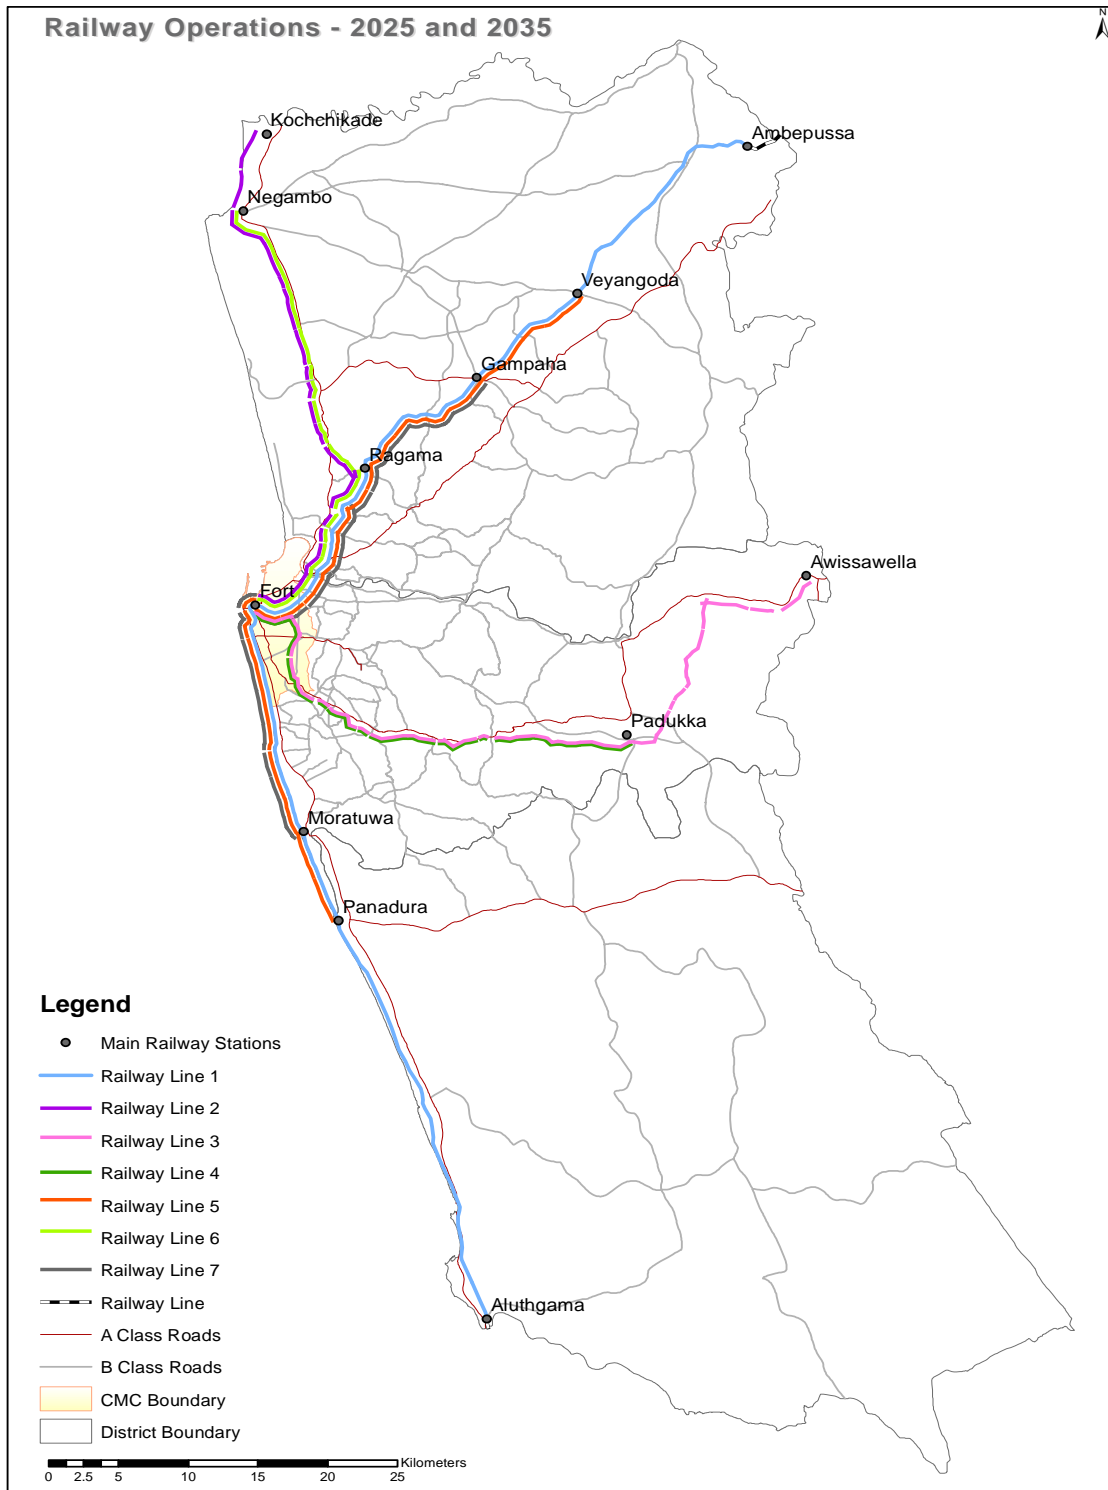 Railway Operations - 2025 and 2035
N
Kochchikade
Ambepussa
Negambo
Veyangoda
Gampaha
Ragama
Awissawella
Fort
Padukka
Moratuwa
Panadura
Legend
Main Railway Stations
Railway Line 1
Railway Line 2
Railway Line 3
Railway Line 4
Railway Line 5
Railway Line 6
Railway Line 7
Railway Line
Aluthgama
A Class Roads
B Class Roads
CMC Boundary
District Boundary
Kilometers
0 2.5 5 10 15 20 25